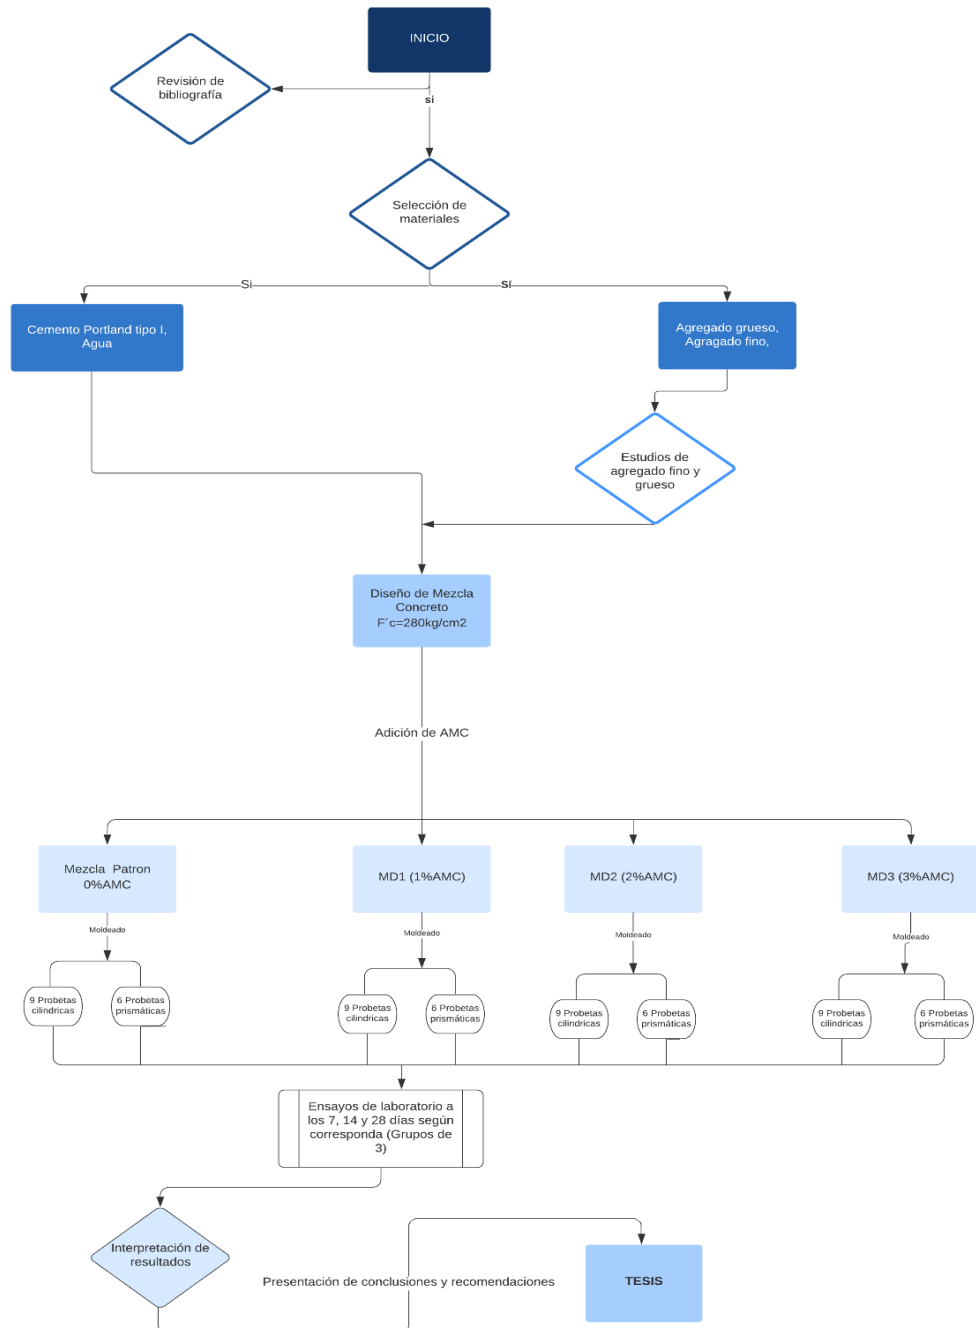 INICIO
Revisión de
bibliografía
si
Selección de
materiales
Sí
Sí
Cemento Portland tipo I,
Agua
Agregado grueso,
Agragado fino,
Estudios de
agregado fino y
grueso
Diseño de Mezcla
Concreto
F´c=280kg/cm2
Adición de AMC
Mezcla Patron
0%AMC
MD1 (1%AMC)
MD2 (2%AMC)
MD3 (3%AMC)
Moldeado
Moldeado
Moldeado
Moldeado
9 Probetas
cilindricas
6 Probetas
prismáticas
9 Probetas
cilindricas
6 Probetas
prismáticas
9 Probetas
cilindricas
6 Probetas
prismáticas
9 Probetas
cilindricas
6 Probetas
prismáticas
Ensayos de laboratorio a
los 7, 14 y 28 días según
corresponda (Grupos de
3)
Interpretación de
resultados
Presentación de conclusiones y recomendaciones
TESIS